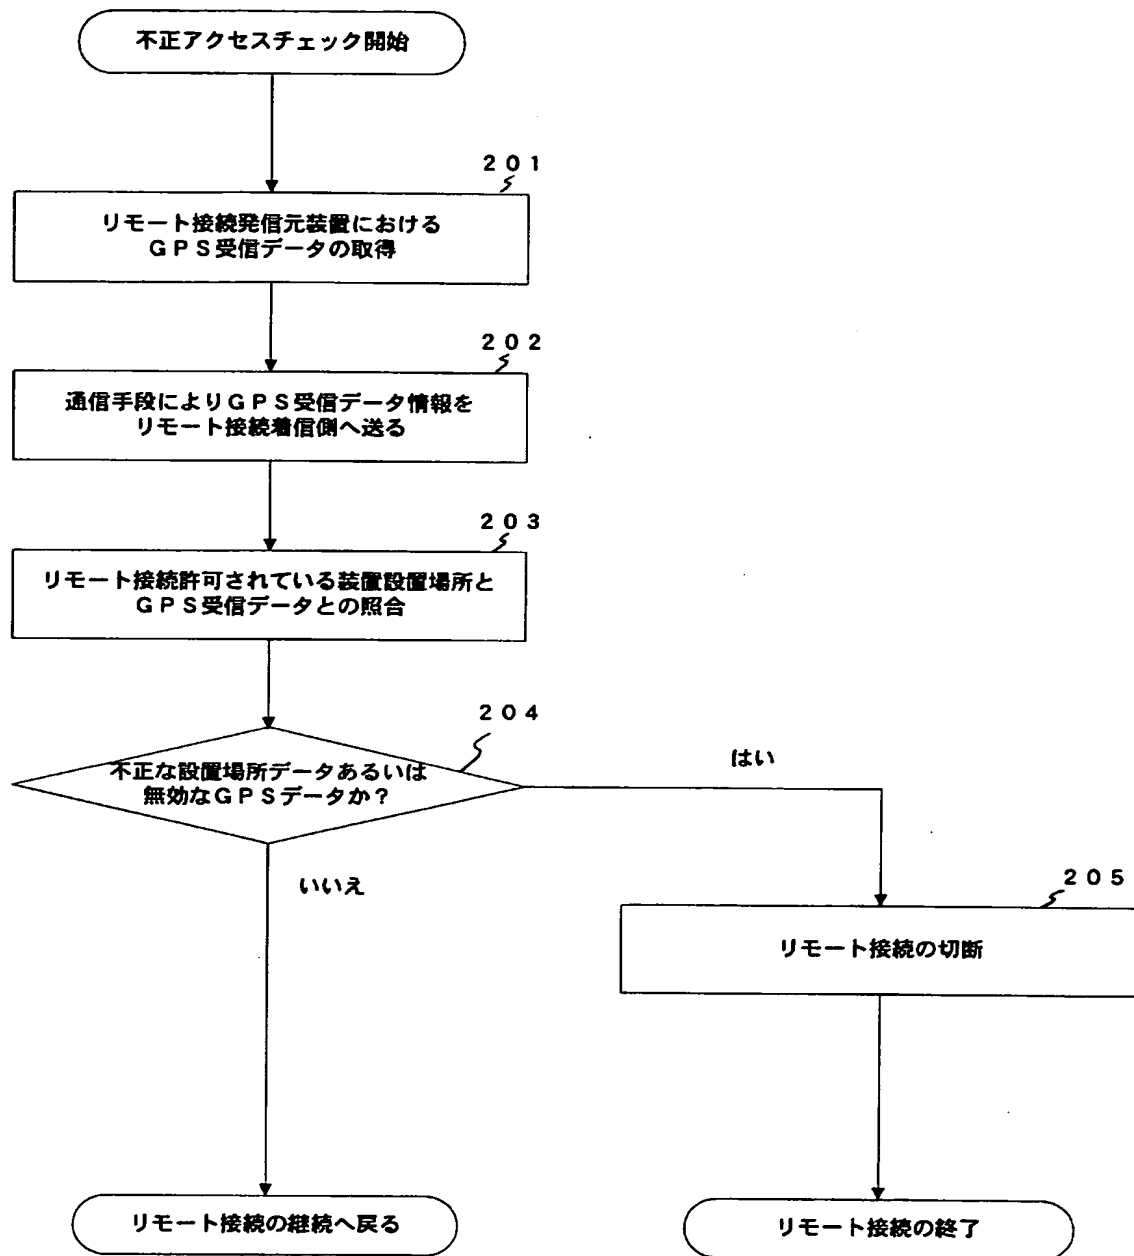 不正アクセスチェック開始
201
リモート接続発信元装置における
GPS受信データの取得
202
通信手段によりGPS受信データ情報を
リモート接続着信側へ送る
203
リモート接続許可されている装置設置場所と
GPS受信データとの照合
204
不正な設置場所データあるいは
無効なGPSデータか?
はい
いいえ
205
リモート接続の切断
リモート接続の継続へ戻る
リモート接続の終了